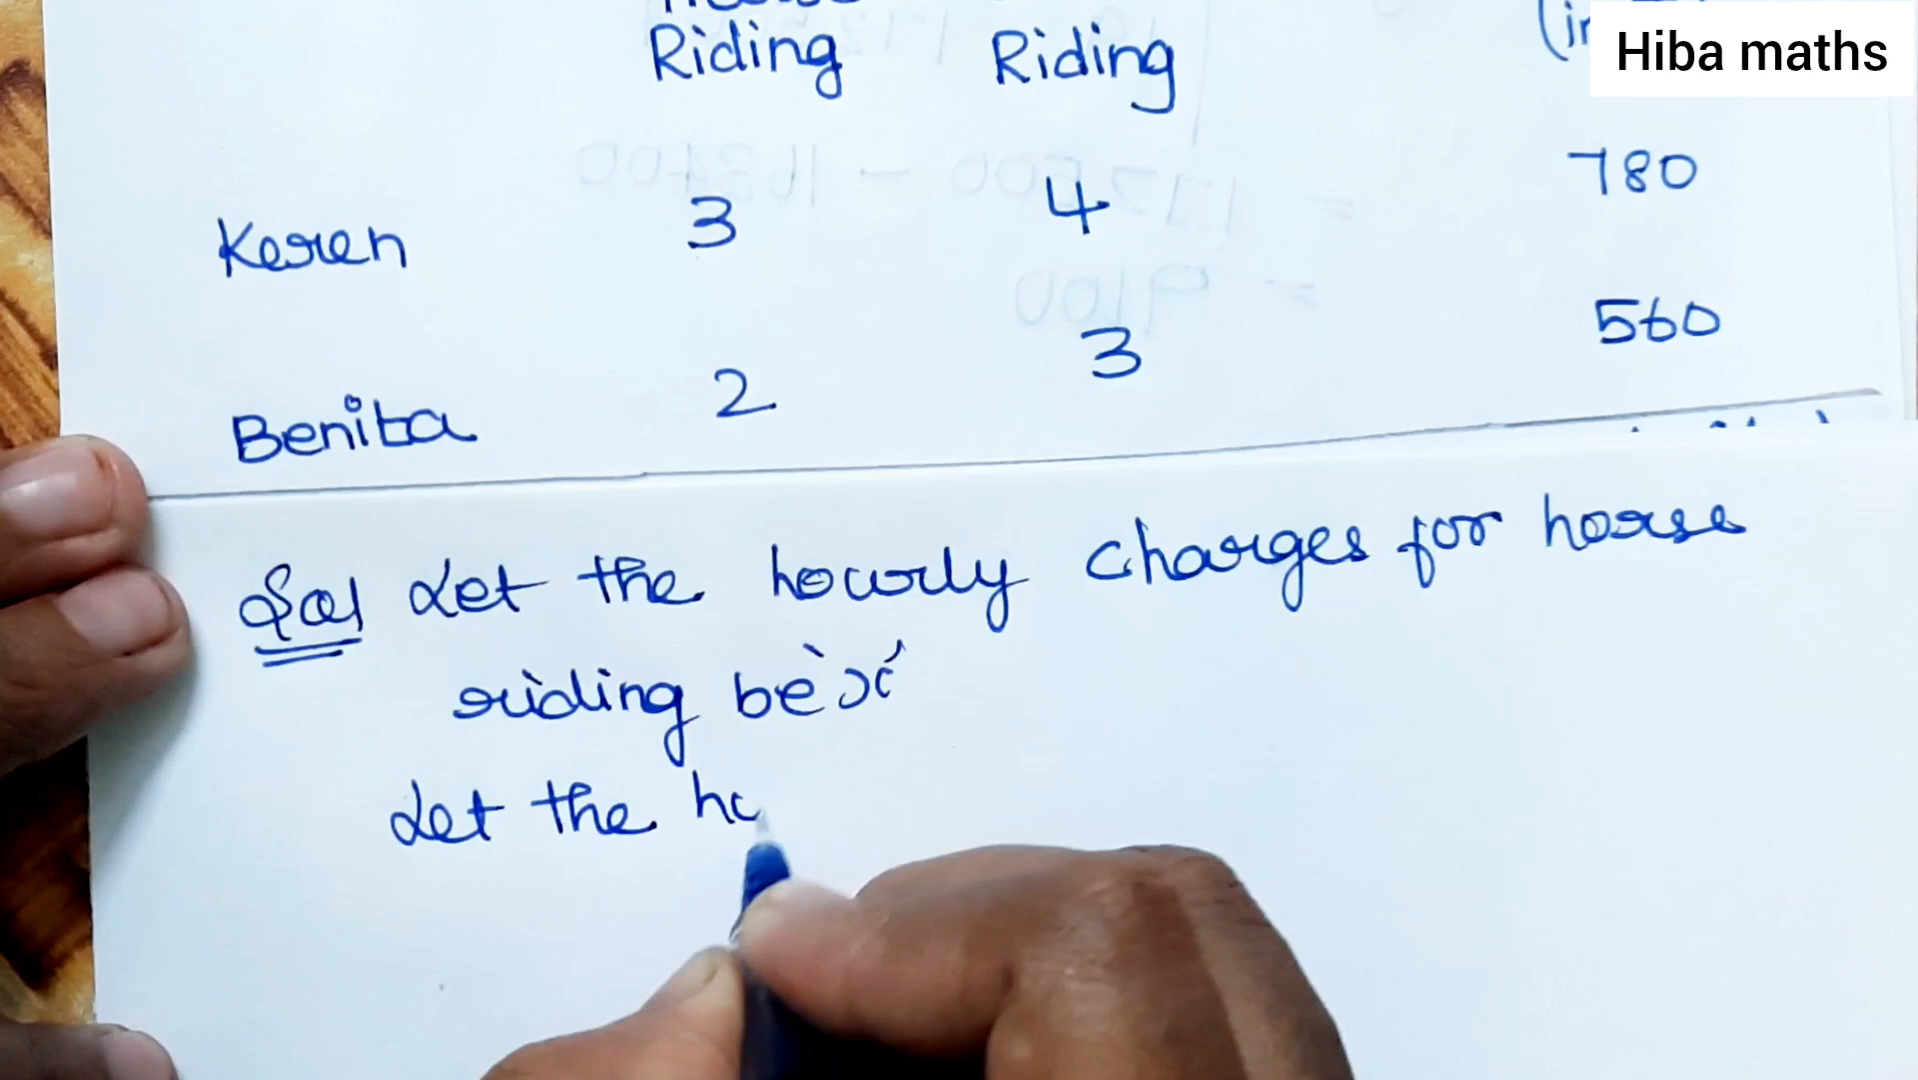 Hiba maths
Riding Riding
Keren 3 4 780
Benita 2 3 560
Sol Let the hourly charges for horse
riding be 'x'
Let the ho